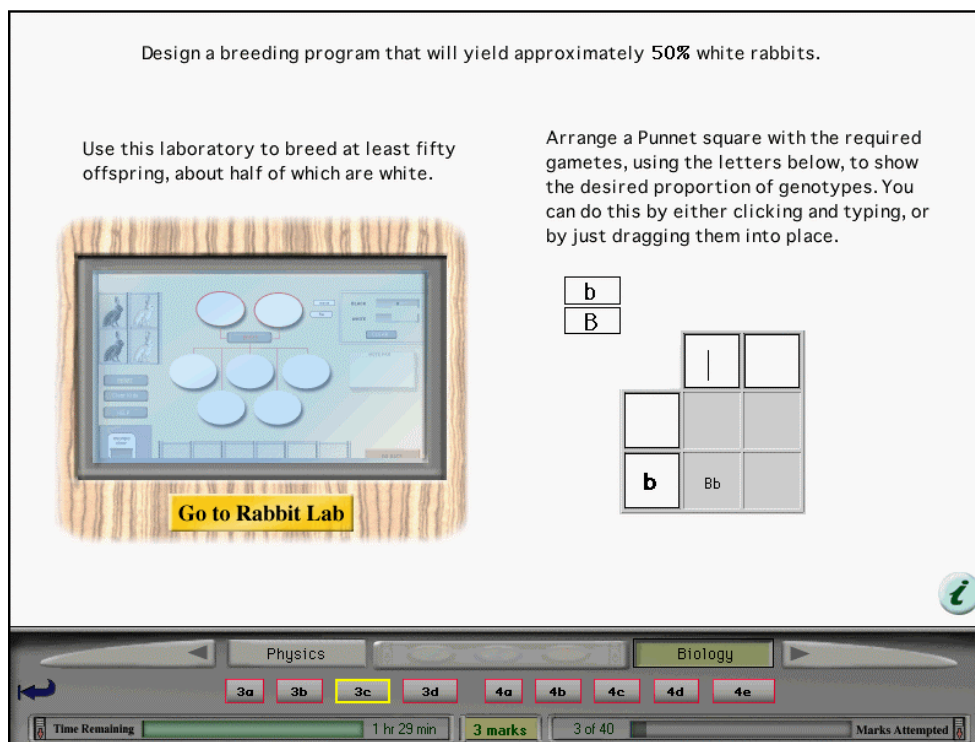 Design a breeding program that will yield approximately 50% white rabbits.
Use this laboratory to breed at least fifty
offspring, about half of which are white.
Arrange a Punnet square with the required
gametes, using the letters below, to show
the desired proportion of genotypes. You
can do this by either clicking and typing, or
by just dragging them into place.
b
B
b
Bb
Go to Rabbit Lab
i
Physics
Biology
3a 3b 3c 3d 4a 4b 4c 4d 4e
Time Remaining 1 hr 29 min 3 marks 3 of 40 Marks Attempted